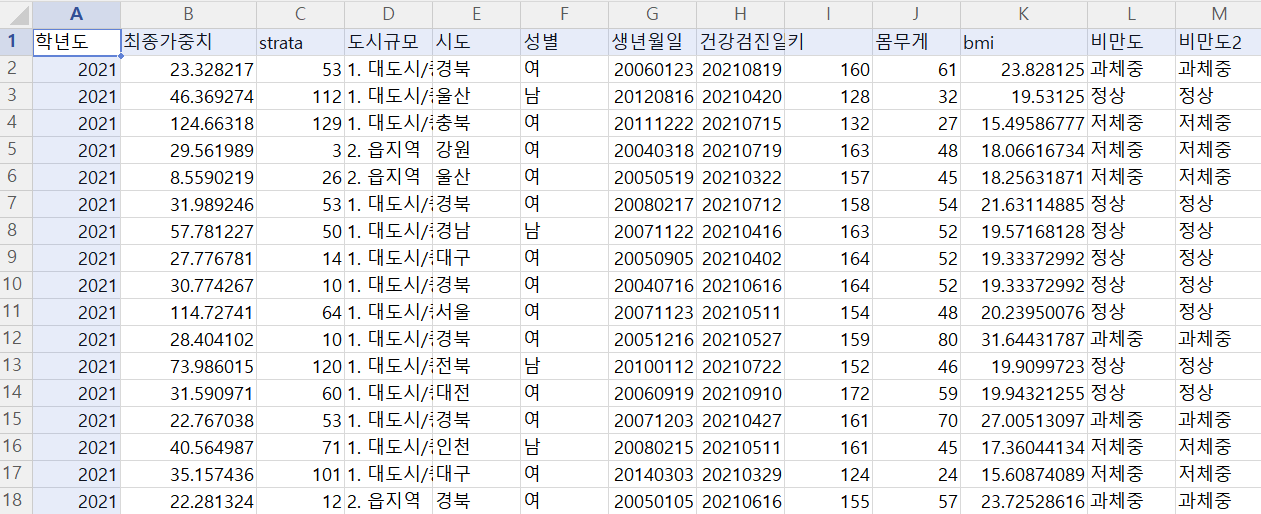 A B C D E F G H I J K L M
1 학년도 최종가중치 strata 도시규모 시도 성별 생년월일 건강검진일 키 몸무게 bmi 비만도 비만도2
2 2021 23.328217 53 1. 대도시/ 경북 여 20060123 20210819 160 61 23.828125 과체중 과체중
3 2021 46.369274 112 1. 대도시/ 울산 남 20120816 20210420 128 32 19.53125 정상 정상
4 2021 124.66318 129 1. 대도시/ 충북 여 20111222 20210715 132 27 15.49586777 저체중 저체중
5 2021 29.561989 3 2. 읍지역 강원 여 20040318 20210719 163 48 18.06616734 저체중 저체중
6 2021 8.5590219 26 2. 읍지역 울산 여 20050519 20210322 157 45 18.25631871 저체중 저체중
7 2021 31.989246 53 1. 대도시/ 경북 여 20080217 20210712 158 54 21.63114885 정상 정상
8 2021 57.781227 50 1. 대도시/ 경남 남 20071122 20210416 163 52 19.57168128 정상 정상
9 2021 27.776781 14 1. 대도시/ 대구 여 20050905 20210402 164 52 19.33372992 정상 정상
10 2021 30.774267 10 1. 대도시/ 경북 여 20040716 20210616 164 52 19.33372992 정상 정상
11 2021 114.72741 64 1. 대도시/ 서울 여 20071123 20210511 154 48 20.23950076 정상 정상
12 2021 28.404102 10 1. 대도시/ 경북 여 20051216 20210527 159 80 31.64431787 과체중 과체중
13 2021 73.986015 120 1. 대도시/ 전북 남 20100112 20210722 152 46 19.9099723 정상 정상
14 2021 31.590971 60 1. 대도시/ 대전 여 20060919 20210910 172 59 19.94321255 정상 정상
15 2021 22.767038 53 1. 대도시/ 경북 여 20071203 20210427 161 70 27.00513097 과체중 과체중
16 2021 40.564987 71 1. 대도시/ 인천 남 20080215 20210511 161 45 17.36044134 저체중 저체중
17 2021 35.157436 101 1. 대도시/ 대구 여 20140303 20210329 124 24 15.60874089 저체중 저체중
18 2021 22.281324 12 2. 읍지역 경북 여 20050105 20210616 155 57 23.72528616 과체중 과체중